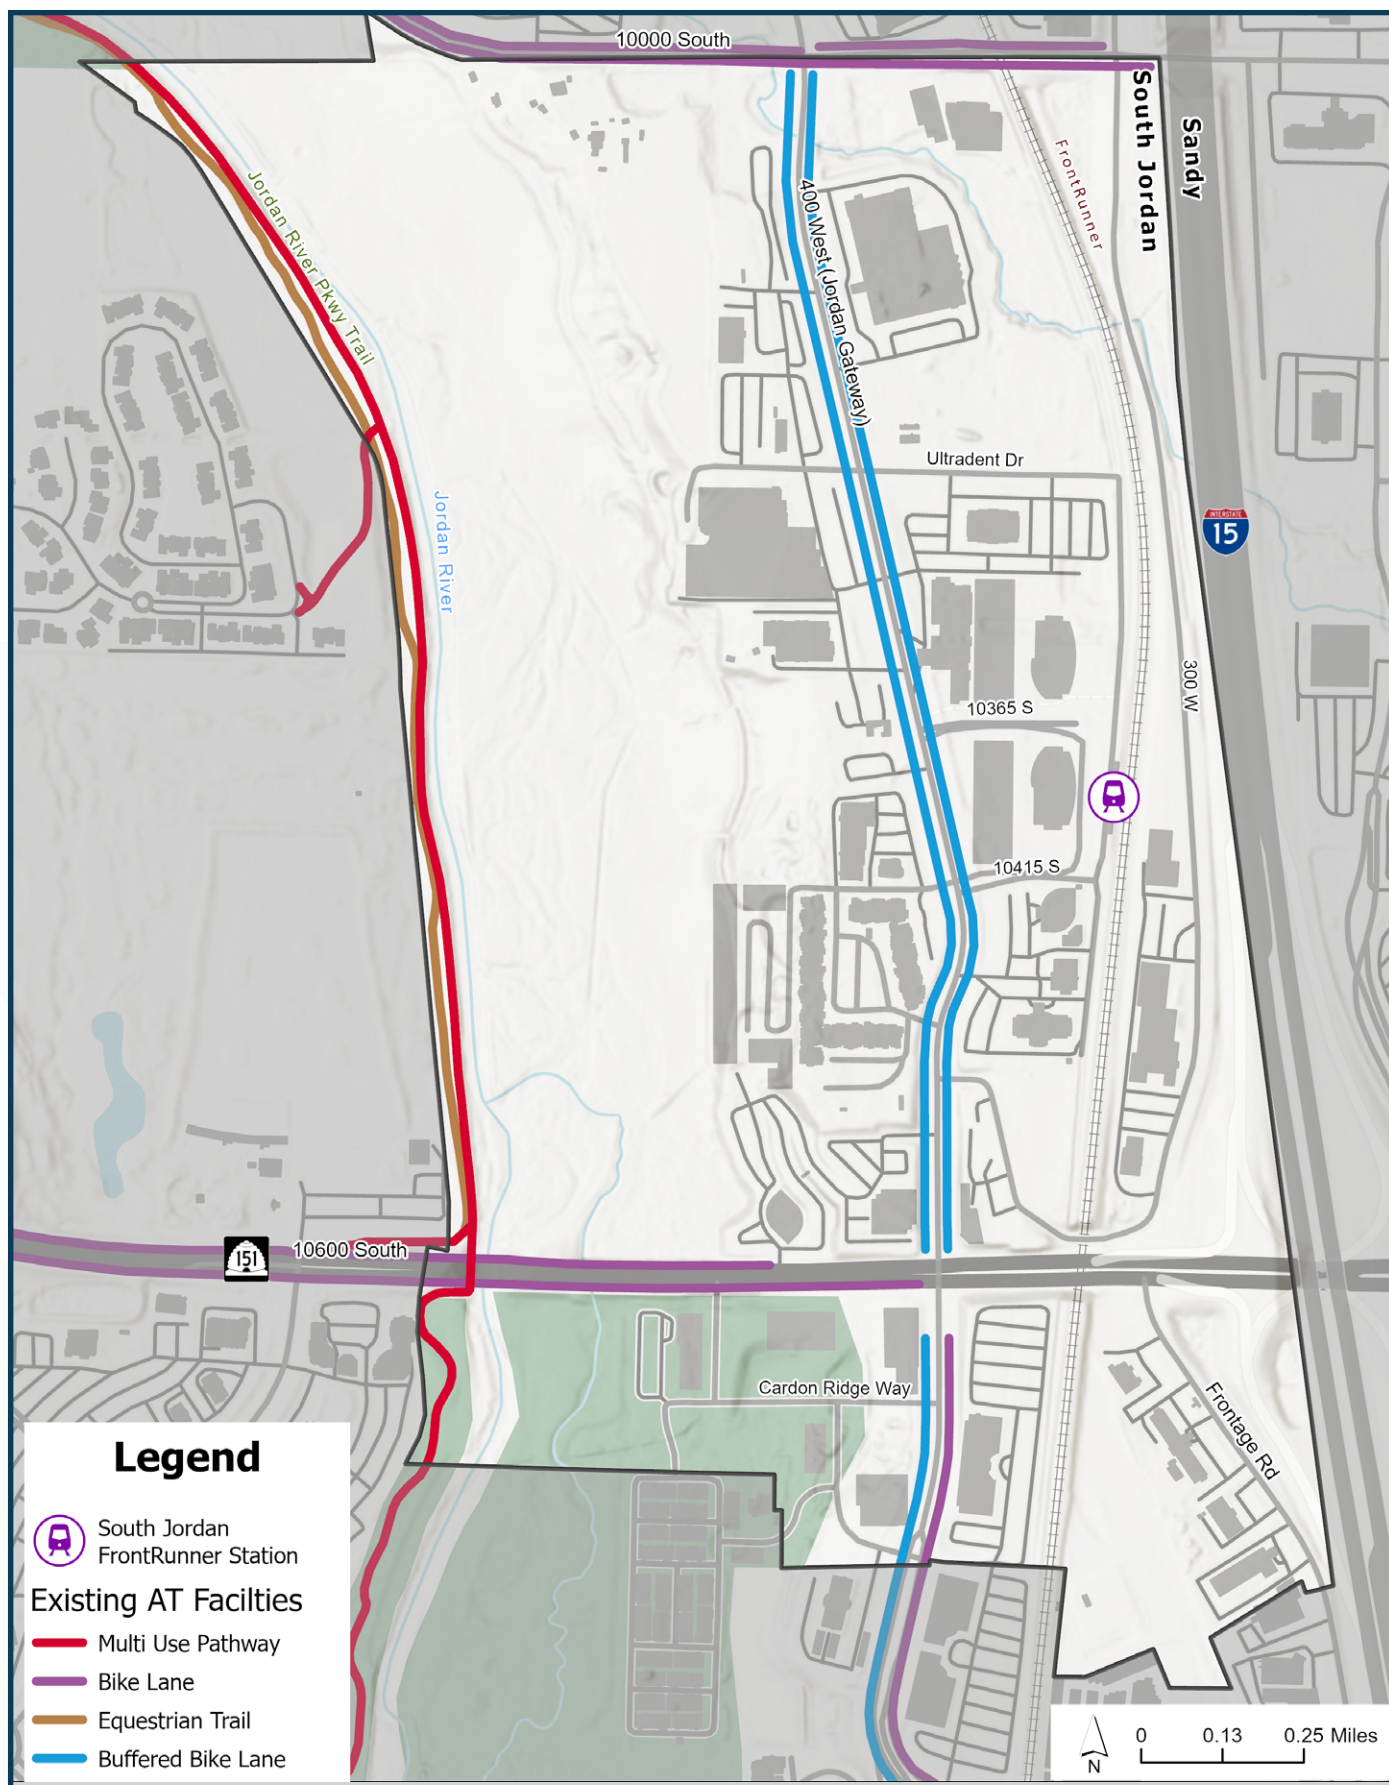 10000 South
South Jordan
Sandy
FrontRunner
Jordan River Pkwy Trail
400 West (Jordan Gateway)
Ultradent Dr
Jordan River
INTERSTATE
15
300 W
10365 S
10415 S
151
10600 South
Cardon Ridge Way
Frontage Rd
Legend
South Jordan
FrontRunner Station
Existing AT Facilties
Multi Use Pathway
Bike Lane
Equestrian Trail
Buffered Bike Lane
N
0 0.13 0.25 Miles